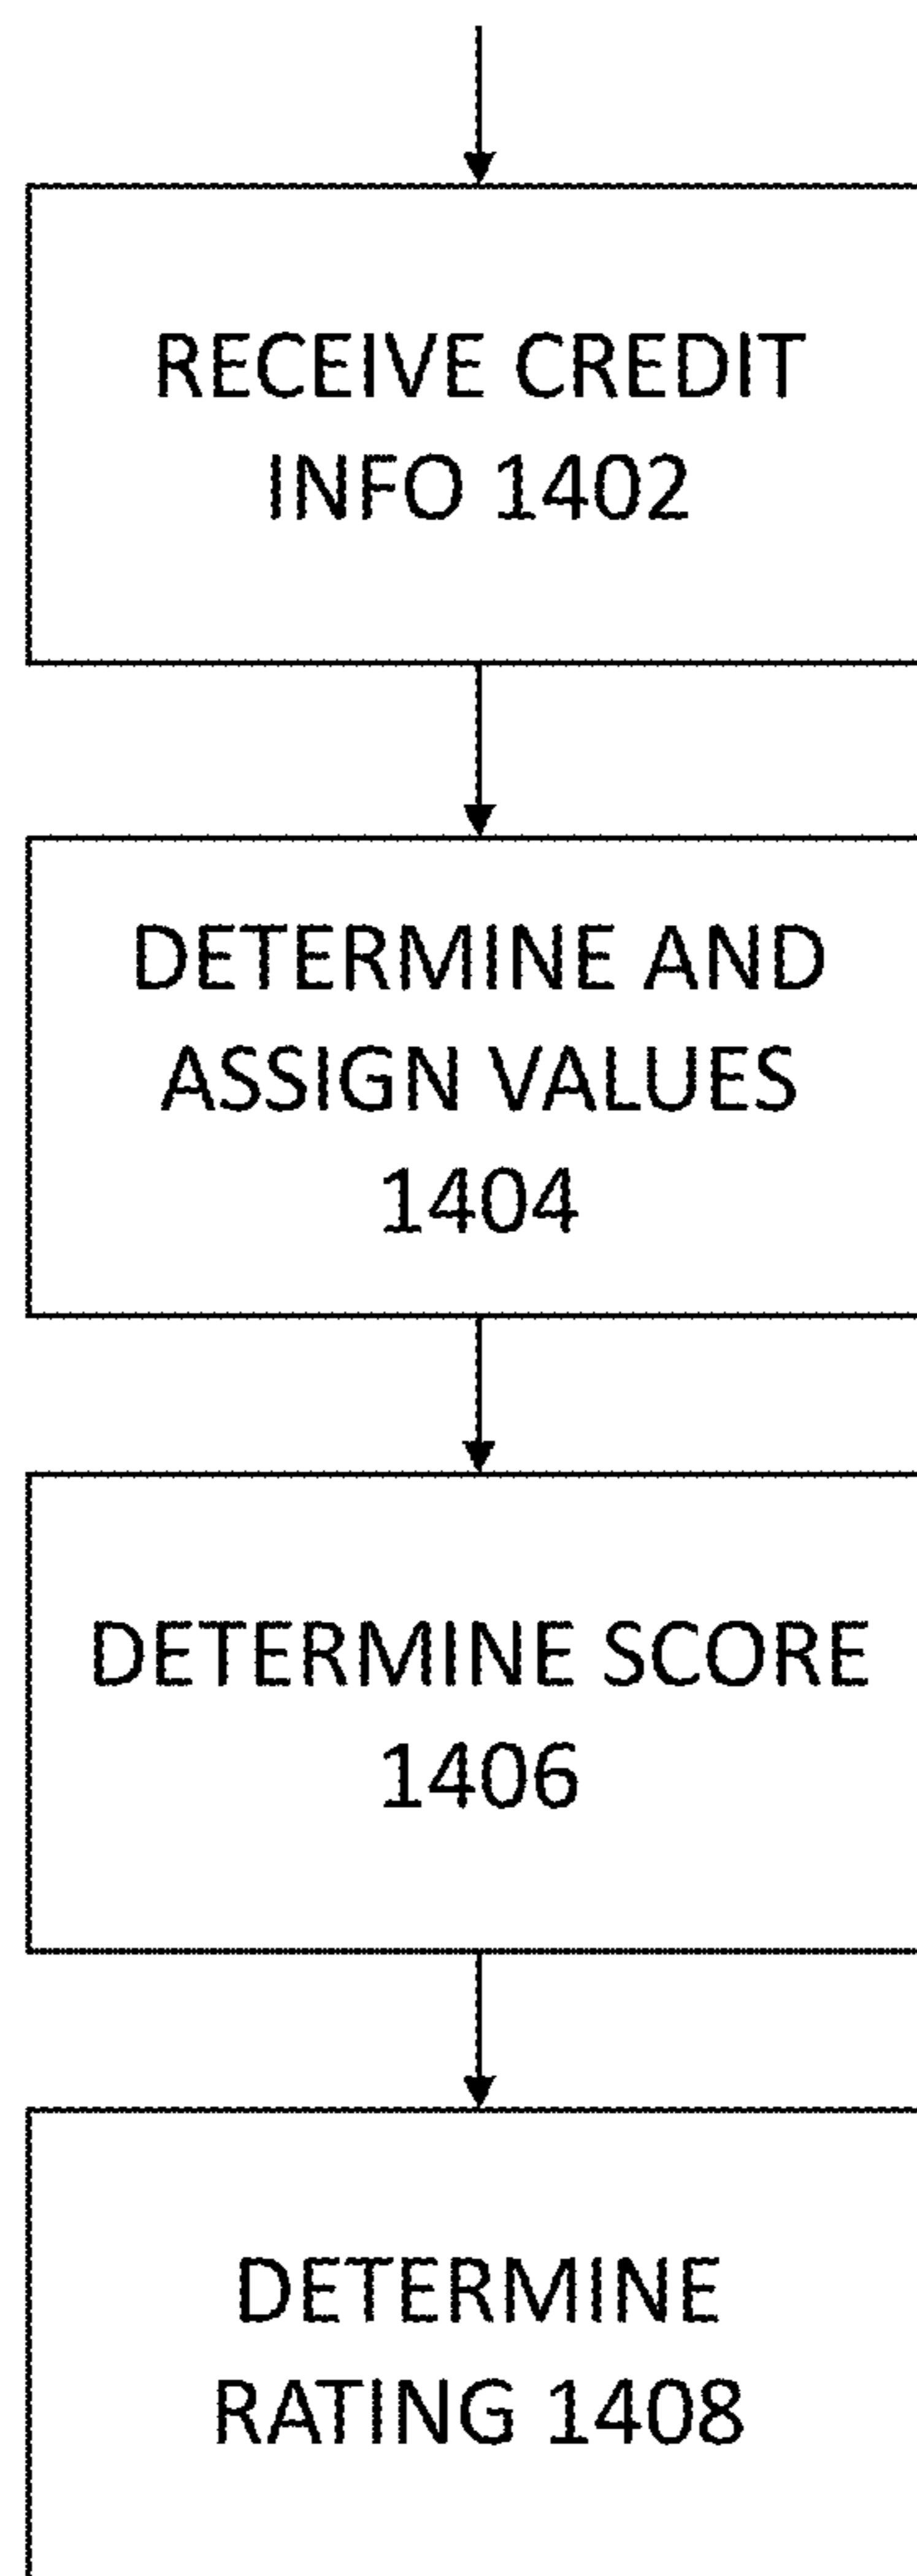 RECEIVE CREDIT
INFO 1402
DETERMINE AND
ASSIGN VALUES
1404
DETERMINE SCORE
1406
DETERMINE
RATING 1408